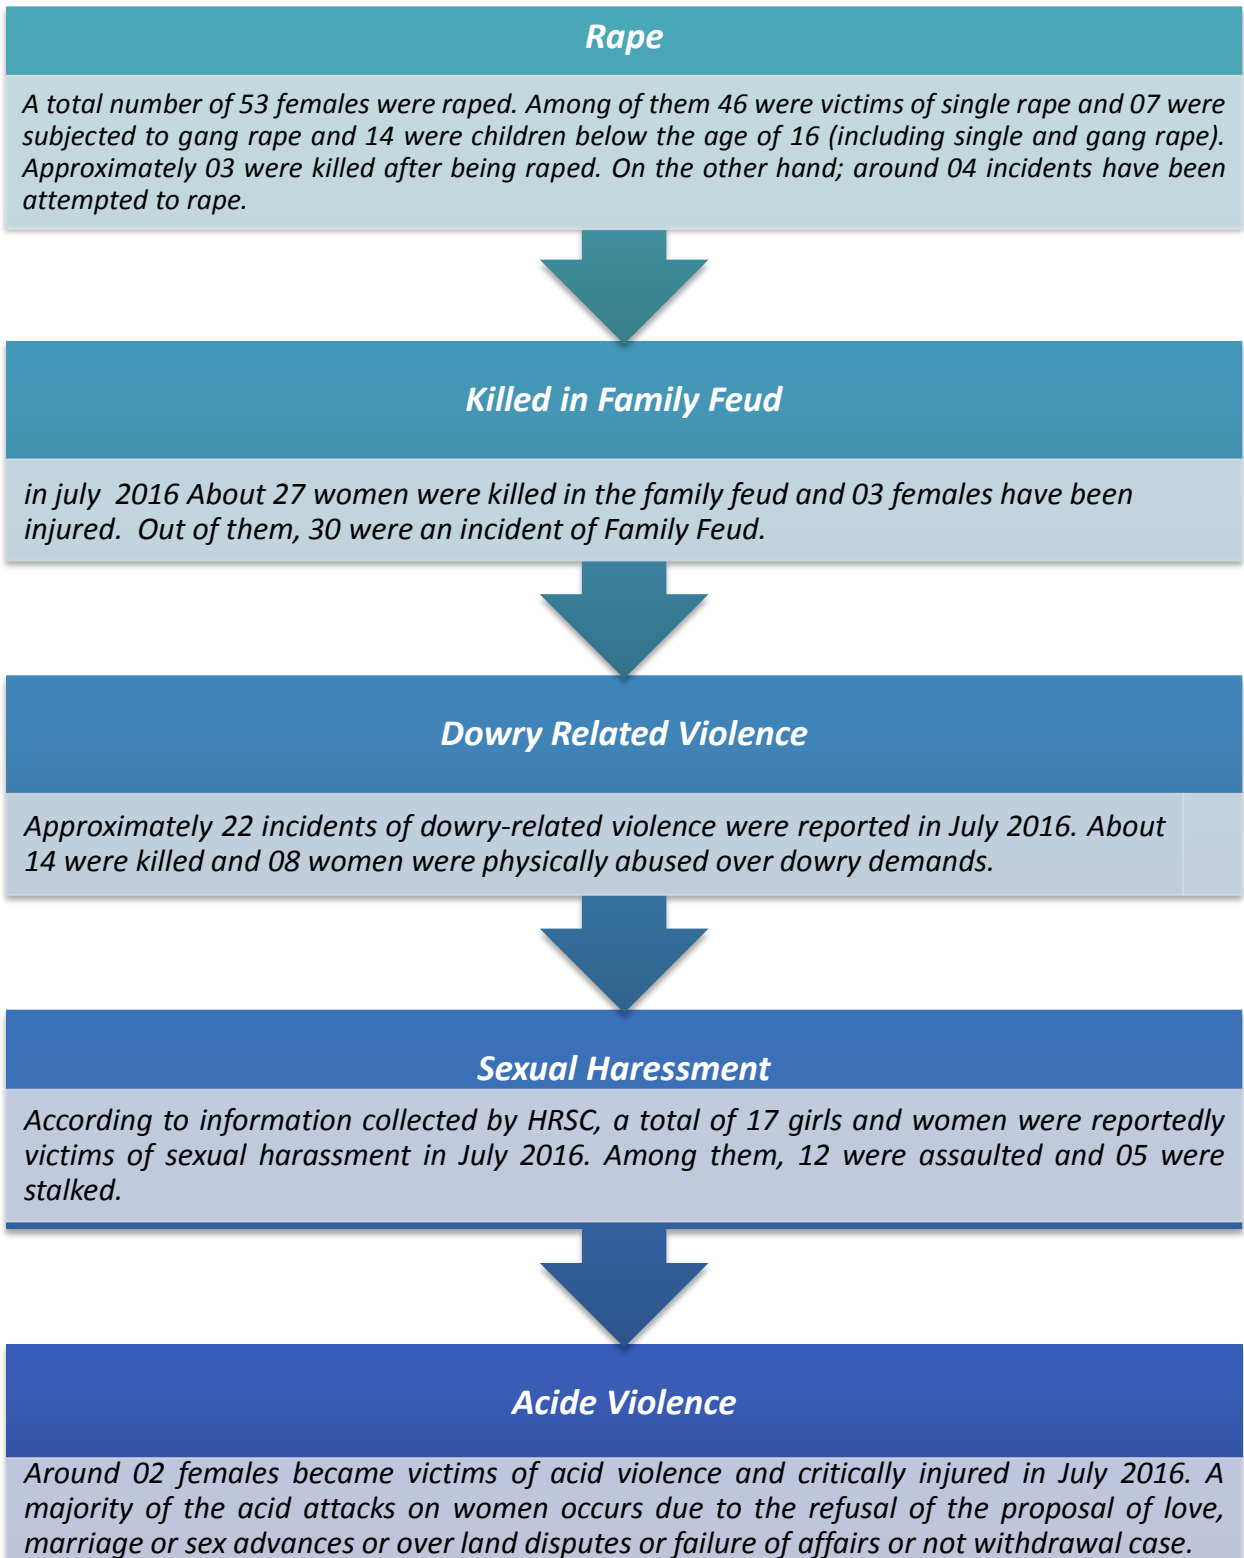 Rape
A total number of 53 females were raped. Among of them 46 were victims of single rape and 07 were
subjected to gang rape and 14 were children below the age of 16 (including single and gang rape).
Approximately 03 were killed after being raped. On the other hand; around 04 incidents have been
attempted to rape.
Killed in Family Feud
in july  2016 About 27 women were killed in the family feud and 03 females have been
injured.  Out of them, 30 were an incident of Family Feud.
Dowry Related Violence
Approximately 22 incidents of dowry-related violence were reported in July 2016. About
14 were killed and 08 women were physically abused over dowry demands.
Sexual Haressment
According to information collected by HRSC, a total of 17 girls and women were reportedly
victims of sexual harassment in July 2016. Among them, 12 were assaulted and 05 were
stalked.
Acide Violence
Around 02 females became victims of acid violence and critically injured in July 2016. A
majority of the acid attacks on women occurs due to the refusal of the proposal of love,
marriage or sex advances or over land disputes or failure of affairs or not withdrawal case.